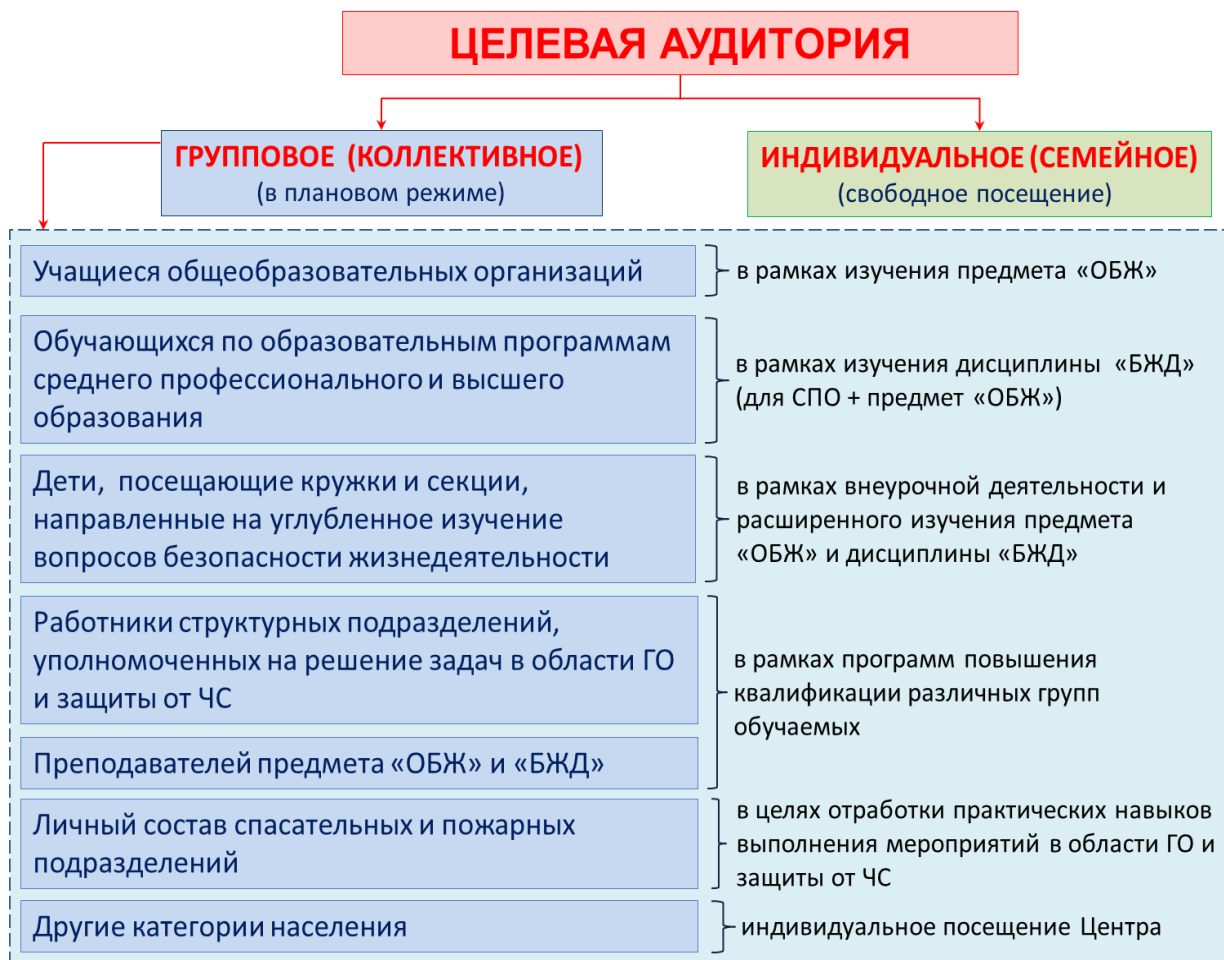 ЦЕЛЕВАЯ АУДИТОРИЯ
ГРУППОВОЕ (КОЛЛЕКТИВНОЕ)
(в плановом режиме)
ИНДИВИДУАЛЬНОЕ (СЕМЕЙНОЕ)
(свободное посещение)
Учащиеся общеобразовательных организаций
в рамках изучения предмета «ОБЖ»
Обучающихся по образовательным программам
среднего профессионального и высшего
образования
в рамках изучения дисциплины «БЖД»
(для СПО + предмет «ОБЖ»)
Дети, посещающие кружки и секции,
направленные на углубленное изучение
вопросов безопасности жизнедеятельности
в рамках внеурочной деятельности и
расширенного изучения предмета
«ОБЖ» и дисциплины «БЖД»
Работники структурных подразделений,
уполномоченных на решение задач в области ГО
и защиты от ЧС
Преподавателей предмета «ОБЖ» и «БЖД»
в рамках программ повышения
квалификации различных групп
обучаемых
Личный состав спасательных и пожарных
подразделений
в целях отработки практических навыков
выполнения мероприятий в области ГО и
защиты от ЧС
Другие категории населения
индивидуальное посещение Центра